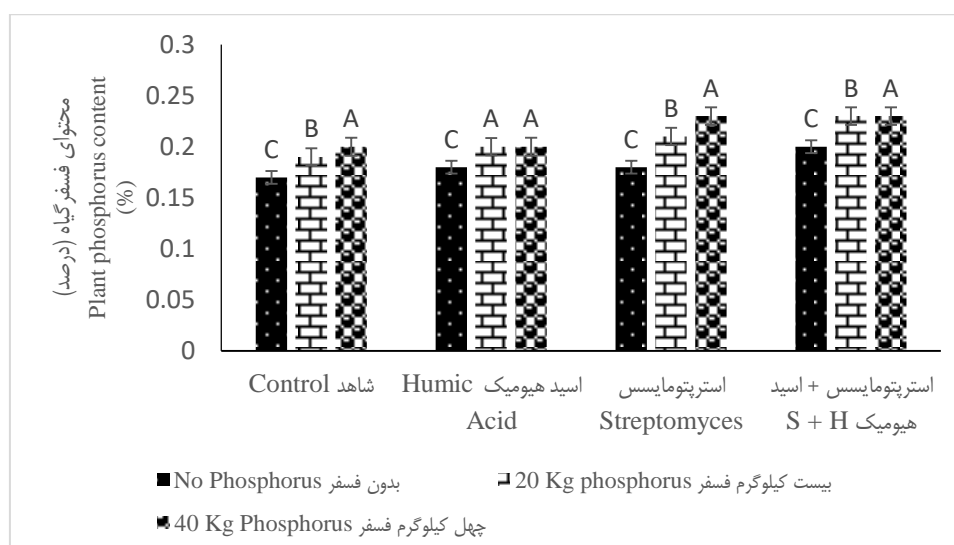 محتوای فسفرگیاه (درصد)
Plant phosphorus content
(%)
0.3
0.25
0.2
0.15
0.1
0.05
0
C B A
C A A
C B A
C B A
شاهد Control
اسید هیومیک Humic
Acid
استرپتومایسس
Streptomyces
استرپتومایسس + اسید
هیومیک S + H
No Phosphorus بدون فسفر
20 Kg phosphorus بیست کیلوگرم فسفر
40 Kg Phosphorus چهل کیلوگرم فسفر